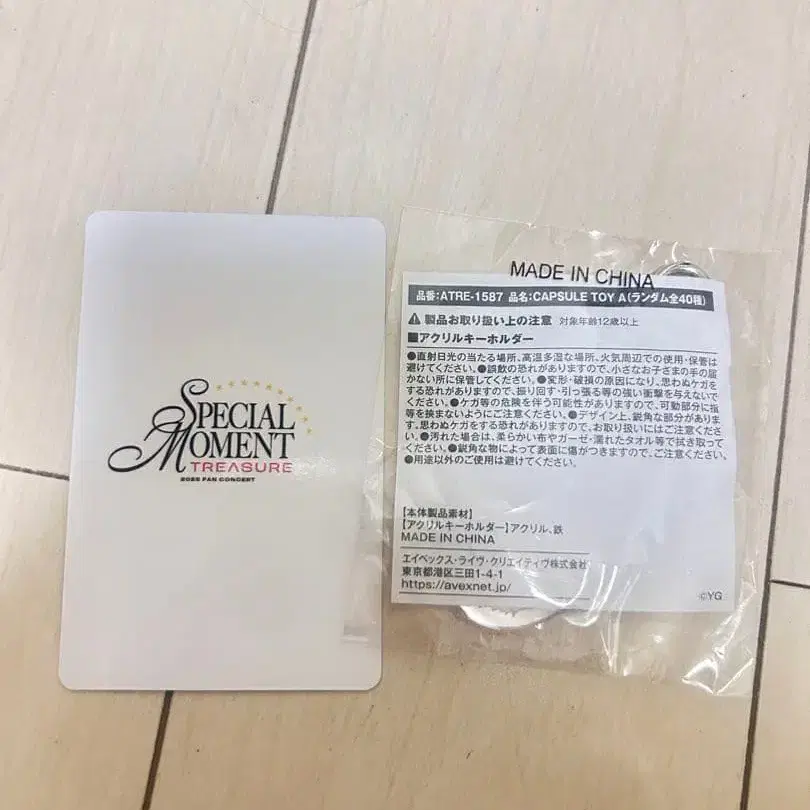 SPECIAL
MOMENT
TREASURE
2025 FAN CONCERT
MADE IN CHINA
品番:ATRE-1587 品名:CAPSULE TOY A(ランダム全40種)
⚠ 製品お取り扱い上の注意 対象年齢12歳以上
■アクリルキーホルダー
●直射日光の当たる場所、高温多湿な場所、火気周辺での使用・保管は
避けてください。●誤飲の恐れがありますので、小さなお子さまの手の届
かない所に保管してください。●変形・破損の原因になり、思わぬケガを
する恐れがありますので、振り回す・引っ張る等の強い衝撃を与えないで
ください。●ケガ等の危険を伴う可能性がありますので、可動部分に指
等を挟まないようにご注意ください。●デザイン上、鋭角な部分がありま
す。思わぬケガをする恐れがありますので、お取り扱いにはご注意くださ
い。●汚れた場合は、柔らかい布やガーゼ・濡れたタオル等で拭き取って
ください。●鋭角な物によって表面に傷がつきますので、ご注意ください。
●用途以外のご使用は避けてください。
【本体製品素材】
【アクリルキーホルダー】アクリル、鉄
MADE IN CHINA
エイベックス・ライヴ・クリエイティヴ株式会社
東京都港区三田1-4-1
https://avexnet.jp/
©YG